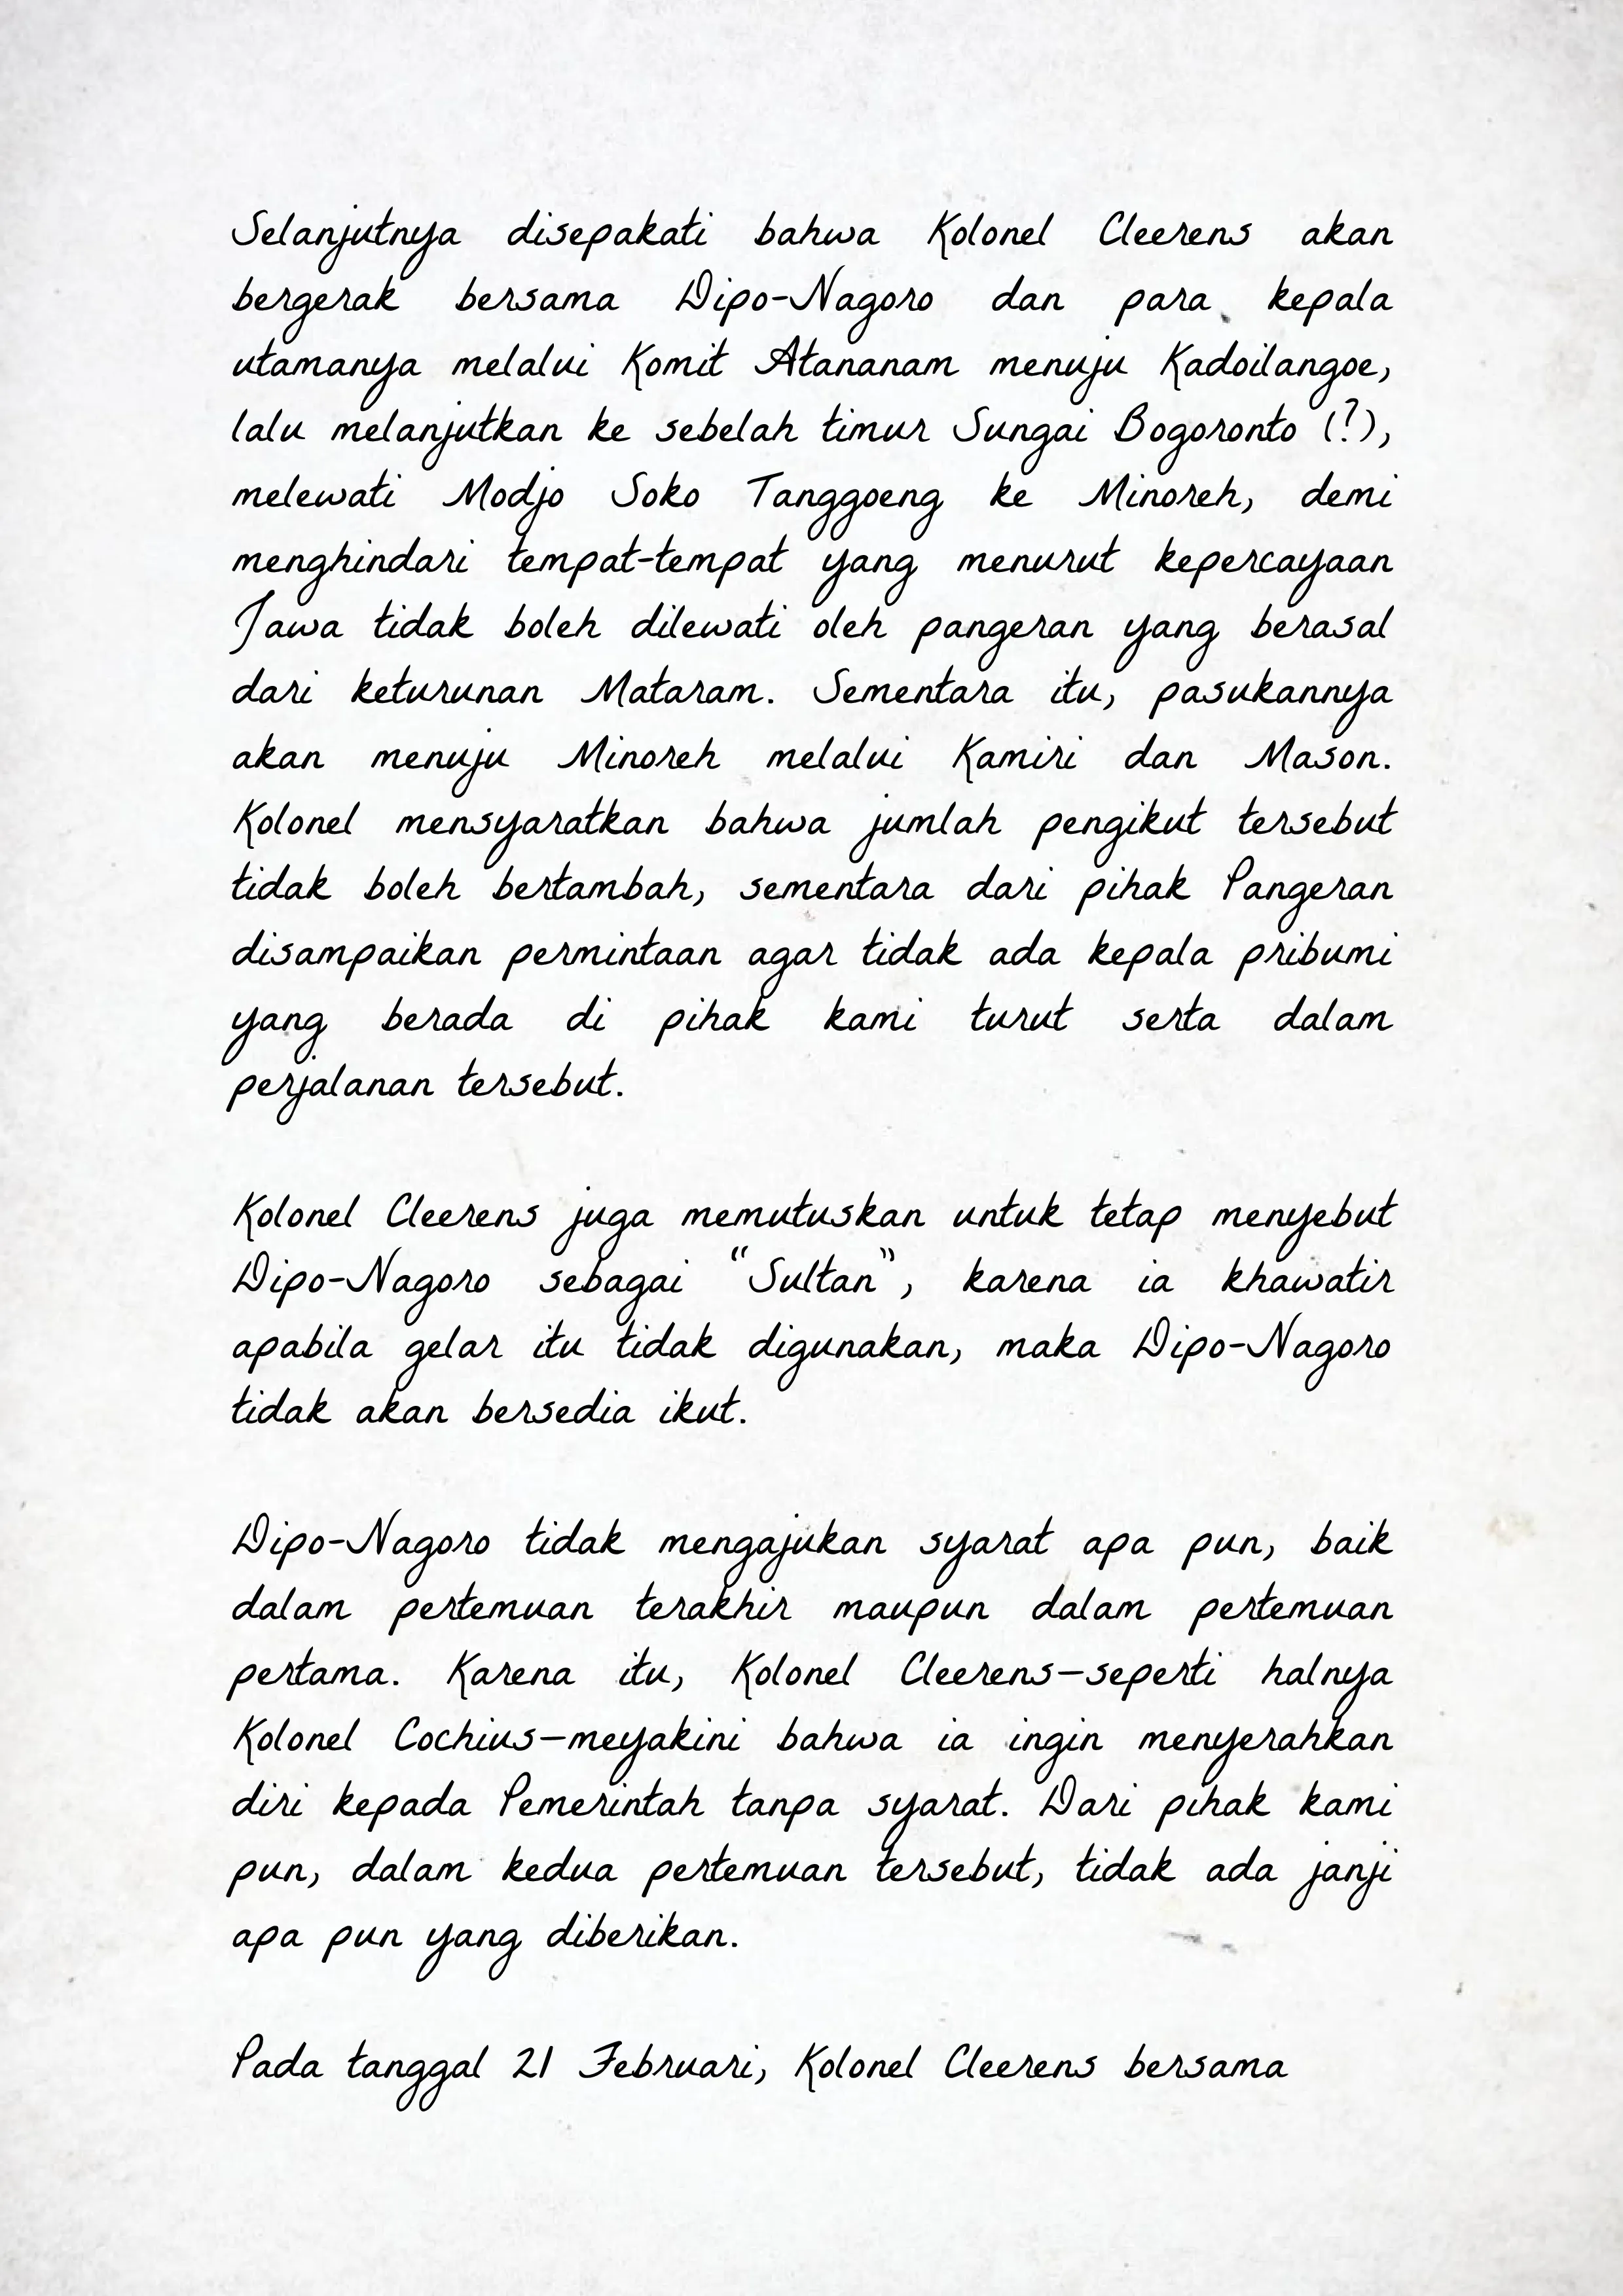 Selanjutnya disepakati bahwa Kolonel Cleerens akan
bergerak bersama Dipo-Nagoro dan para kepala
utamanya melalui Komit Atananam menuju Kadoilangoe,
lalu melanjutkan ke sebelah timur Sungai Bogoronto (?),
melewati Modjo Soko Tanggoeng ke Minoreh, demi
menghindari tempat-tempat yang menurut kepercayaan
Jawa tidak boleh dilewati oleh pangeran yang berasal
dari keturunan Mataram. Sementara itu, pasukannya
akan menuju Minoreh melalui Kamiri dan Mason.
Kolonel mensyaratkan bahwa jumlah pengikut tersebut
tidak boleh bertambah, sementara dari pihak Pangeran
disampaikan permintaan agar tidak ada kepala pribumi
yang berada di pihak kami turut serta dalam
perjalanan tersebut.
Kolonel Cleerens juga memutuskan untuk tetap menyebut
Dipo-Nagoro sebagai “Sultan”, karena ia khawatir
apabila gelar itu tidak digunakan, maka Dipo-Nagoro
tidak akan bersedia ikut.
Dipo-Nagoro tidak mengajukan syarat apa pun, baik
dalam pertemuan terakhir maupun dalam pertemuan
pertama. Karena itu, Kolonel Cleerens—seperti halnya
Kolonel Cochius—meyakini bahwa ia ingin menyerahkan
diri kepada Pemerintah tanpa syarat. Dari pihak kami
pun, dalam kedua pertemuan tersebut, tidak ada janji
apa pun yang diberikan.
Pada tanggal 21 Februari, Kolonel Cleerens bersama